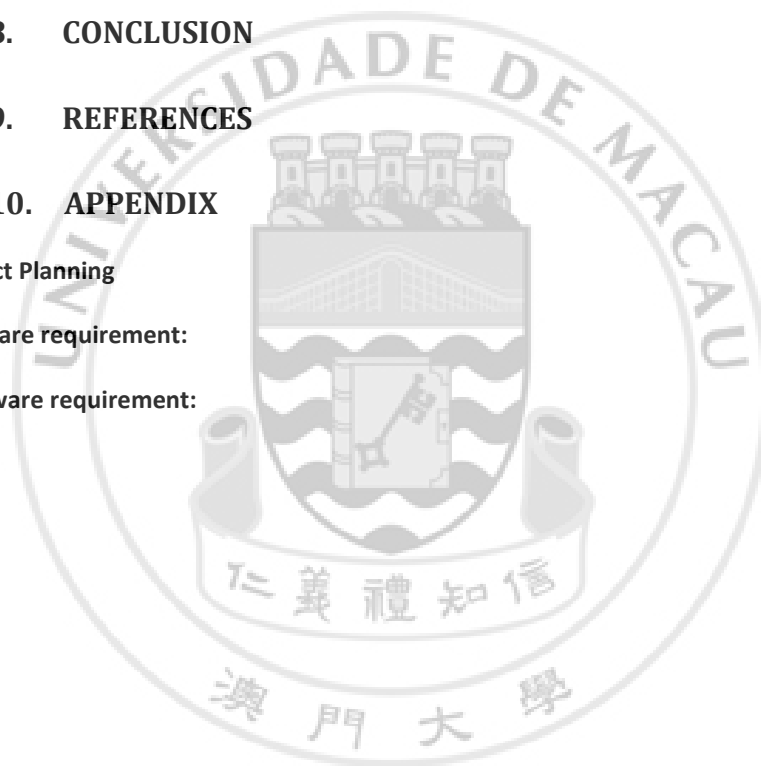 8. CONCLUSION
9. REFERENCES
10. APPENDIX
ct Planning
are requirement:
ware requirement:
UNIVERSIDADE DE MACAU
仁義禮知信
澳門大學